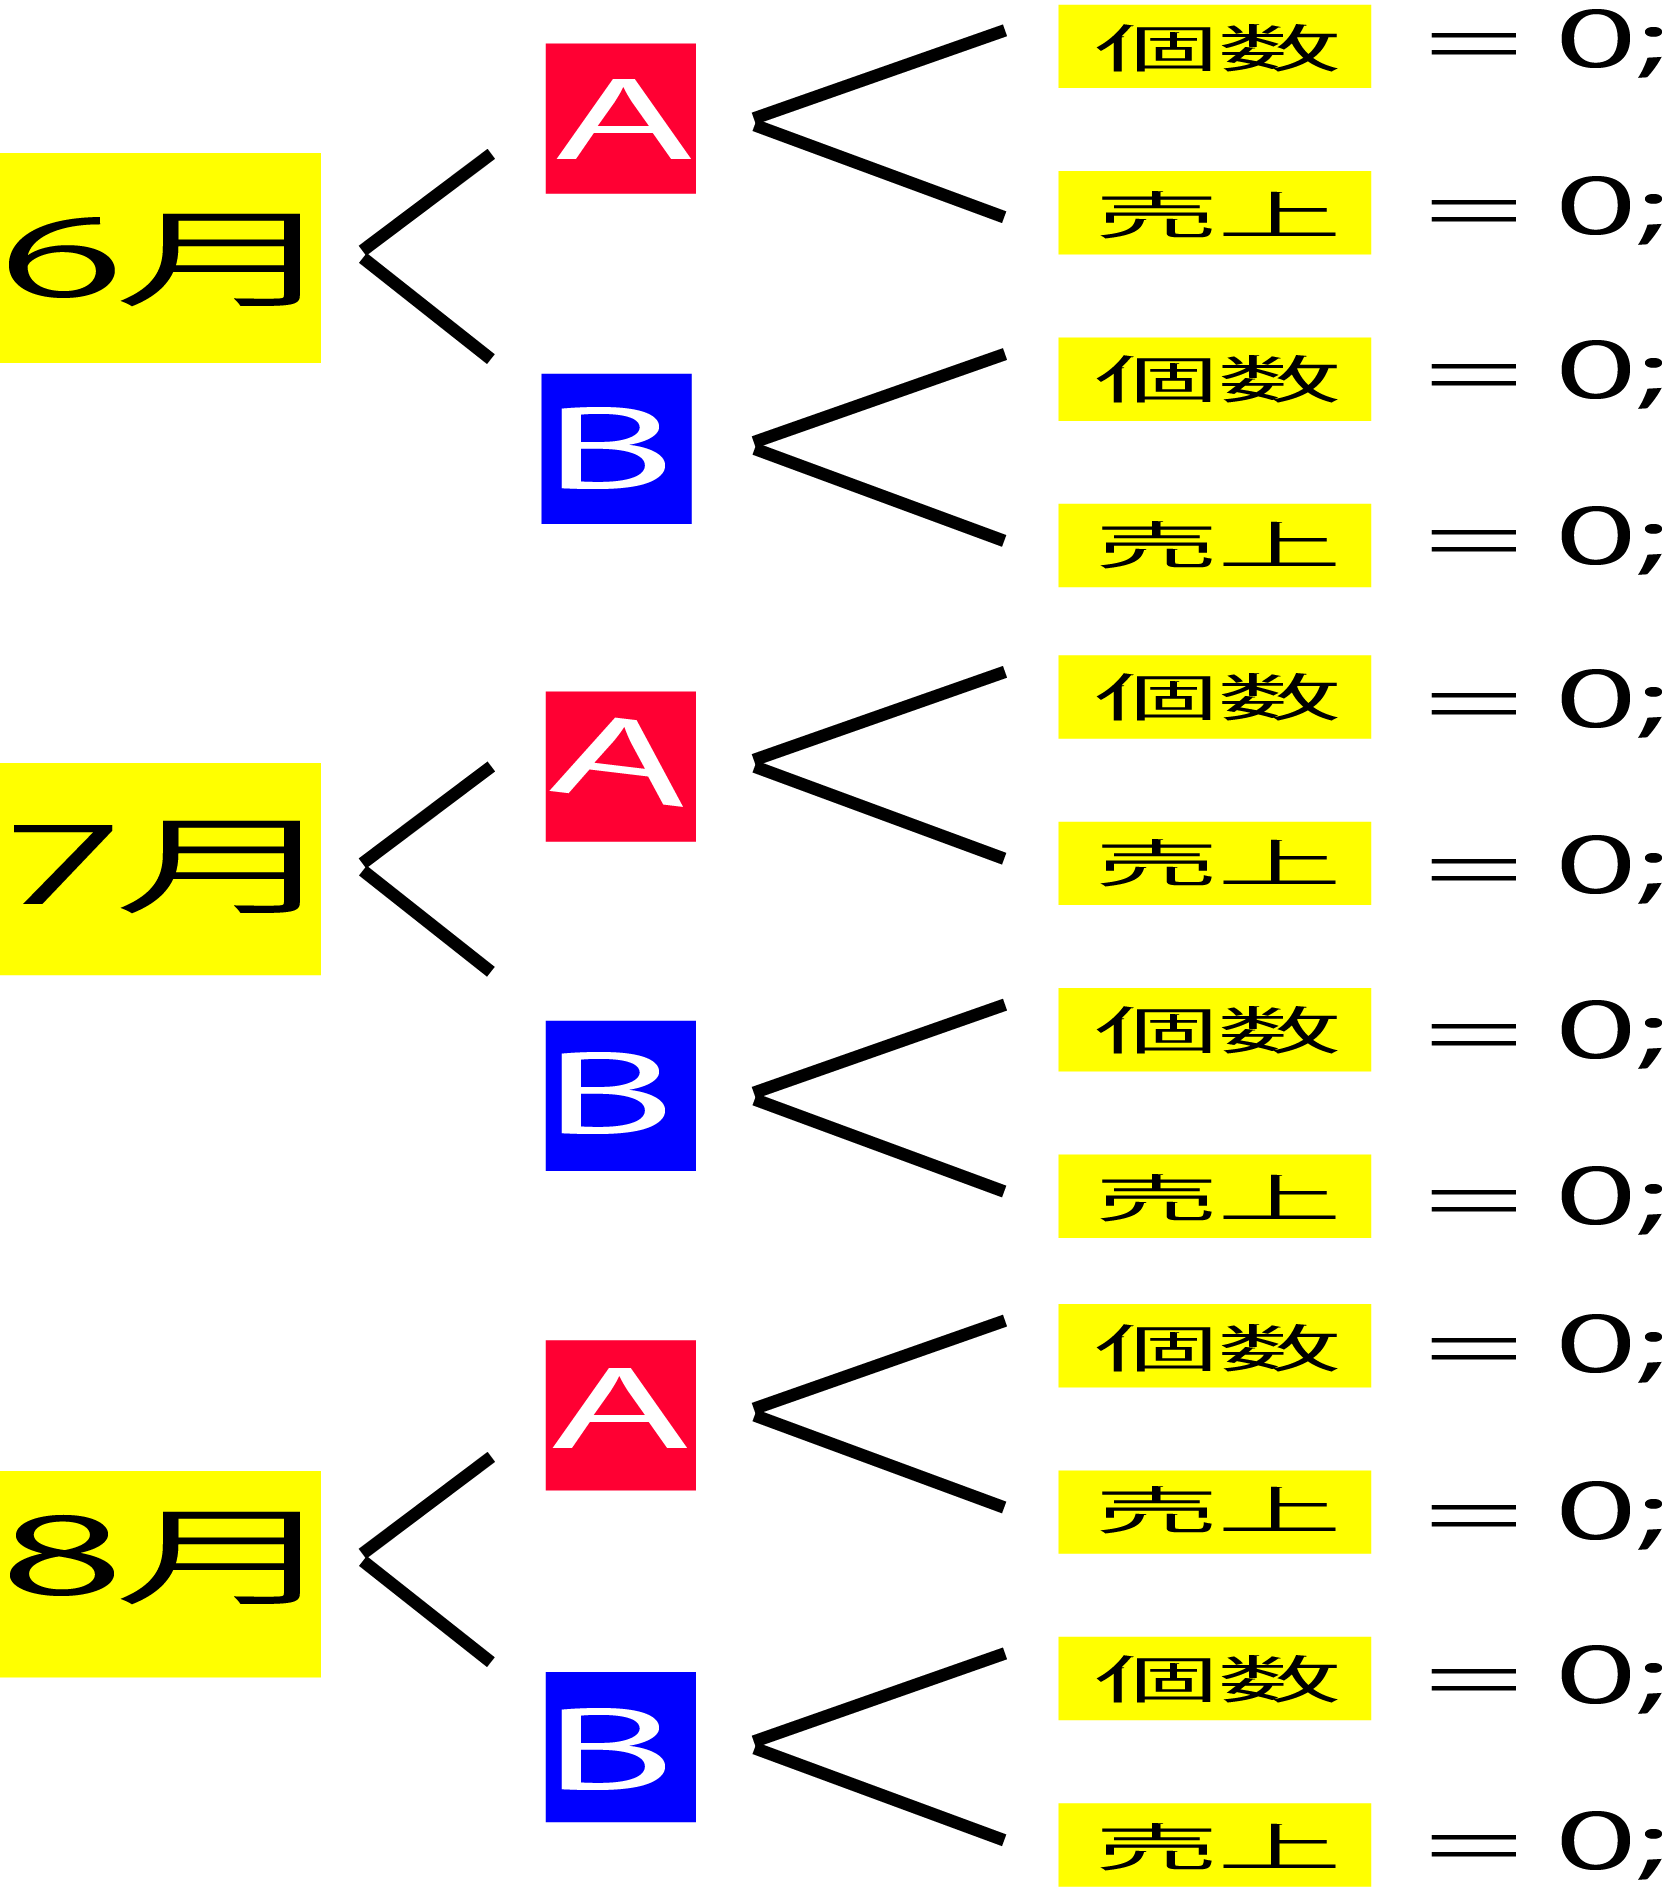 6月
A
個数 = 0;
売上 = 0;
B
個数 = 0;
売上 = 0;
7月
A
個数 = 0;
売上 = 0;
B
個数 = 0;
売上 = 0;
8月
A
個数 = 0;
売上 = 0;
B
個数 = 0;
売上 = 0;